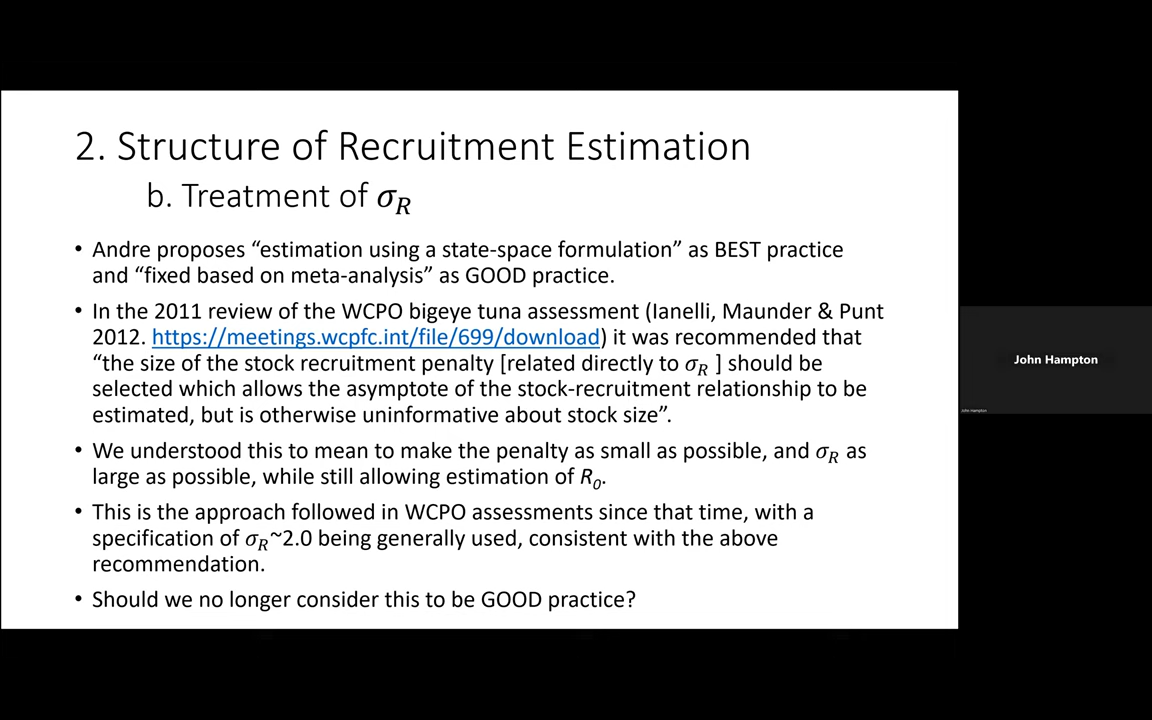 2. Structure of Recruitment Estimation
b. Treatment of σR
• Andre proposes “estimation using a state-space formulation” as BEST practice
and “fixed based on meta-analysis” as GOOD practice.
• In the 2011 review of the WCPO bigeye tuna assessment (Ianelli, Maunder & Punt
2012. https://meetings.wcpfc.int/file/699/download) it was recommended that
“the size of the stock recruitment penalty [related directly to σR ] should be
selected which allows the asymptote of the stock-recruitment relationship to be
estimated, but is otherwise uninformative about stock size”.
• We understood this to mean to make the penalty as small as possible, and σR as
large as possible, while still allowing estimation of R0.
• This is the approach followed in WCPO assessments since that time, with a
specification of σR~2.0 being generally used, consistent with the above
recommendation.
• Should we no longer consider this to be GOOD practice?
John Hampton
John Hampton